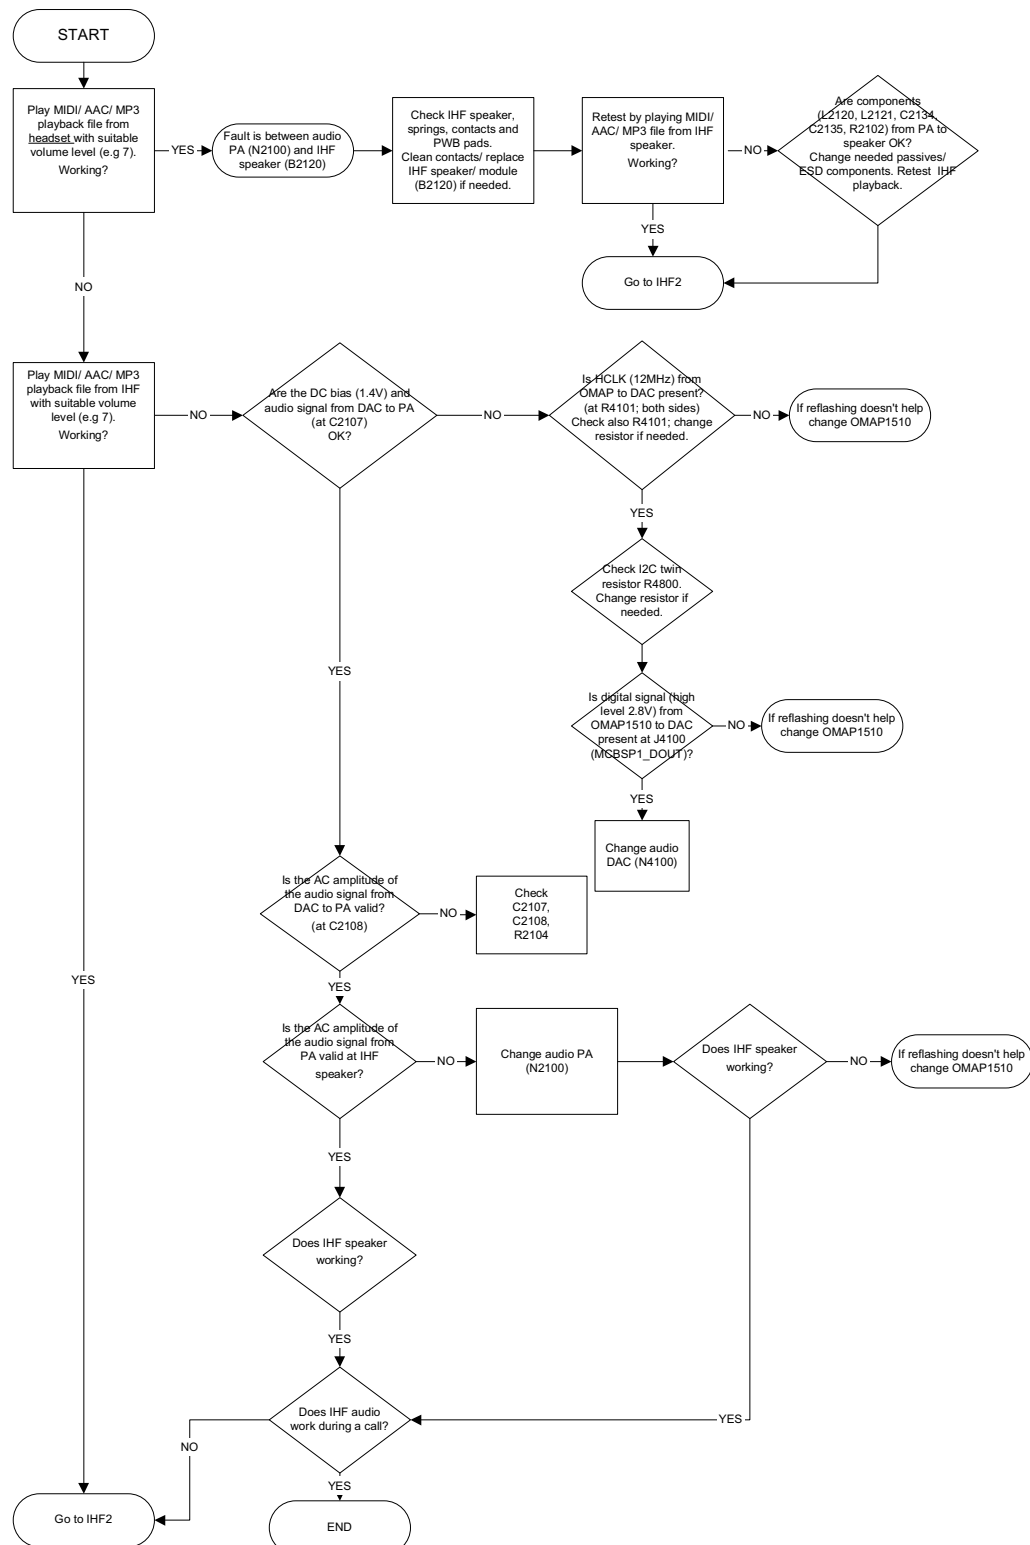 START
Play MIDI/ AAC/ MP3
playback file from
headset with suitable
volume level (e.g 7).
Working?
YES
Fault is between audio
PA (N2100) and IHF
speaker (B2120)
Check IHF speaker,
springs, contacts and
PWB pads.
Clean contacts/ replace
IHF speaker/ module
(B2120) if needed.
Retest by playing MIDI/
AAC/ MP3 file from IHF
speaker.
Working?
NO
Are components
(L2120, L2121, C2134,
C2135, R2102) from PA to
speaker OK?
Change needed passives/
ESD components. Retest IHF
playback.
YES
Go to IHF2
NO
Play MIDI/ AAC/ MP3
playback file from IHF
with suitable volume
level (e.g 7).
Working?
NO
Are the DC bias (1.4V) and
audio signal from DAC to PA
(at C2107)
OK?
NO
Is HCLK (12MHz) from
OMAP to DAC present?
(at R4101; both sides)
Check also R4101; change
resistor if needed.
NO
If reflashing doesn't help
change OMAP1510
YES
Check I2C twin
resistor R4800.
Change resistor if
needed.
YES
Is digital signal (high
level 2.8V) from
OMAP1510 to DAC
present at J4100
(MCBSP1_DOUT)?
NO
If reflashing doesn't help
change OMAP1510
YES
Change audio
DAC (N4100)
Is the AC amplitude of
the audio signal from
DAC to PA valid?
(at C2108)
NO
Check
C2107,
C2108,
R2104
YES
YES
Is the AC amplitude of
the audio signal from
PA valid at IHF
speaker?
NO
Change audio PA
(N2100)
Does IHF speaker
working?
NO
If reflashing doesn't help
change OMAP1510
YES
Does IHF speaker
working?
YES
Does IHF audio
work during a call?
YES
NO
YES
Go to IHF2
END